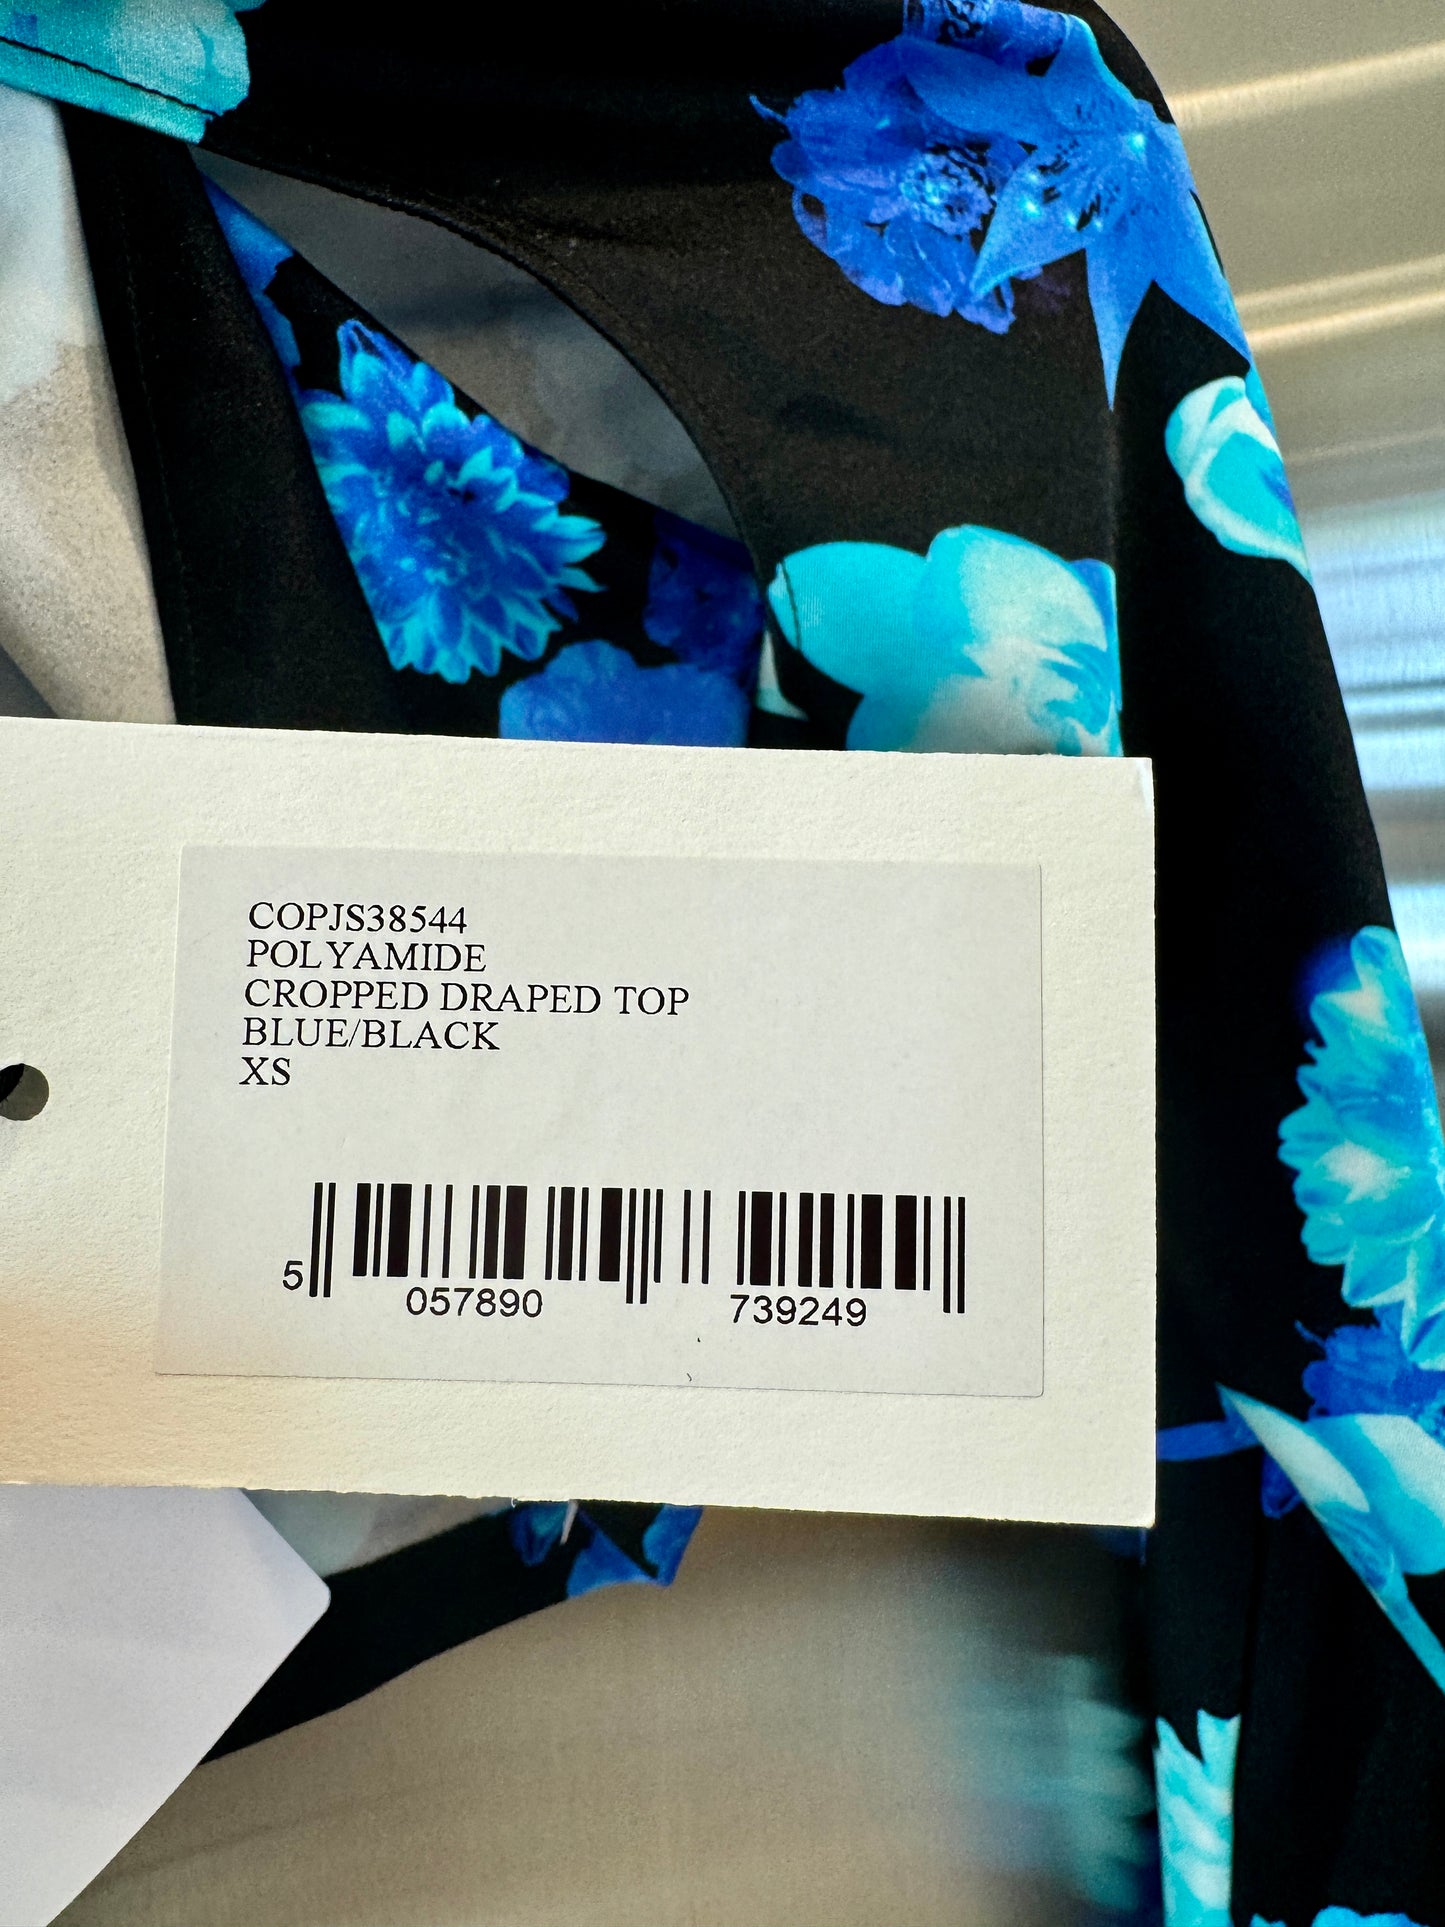 COPJS38544
POLYAMIDE
CROPPED DRAPED TOP
BLUE/BLACK
XS
5 057890 739249